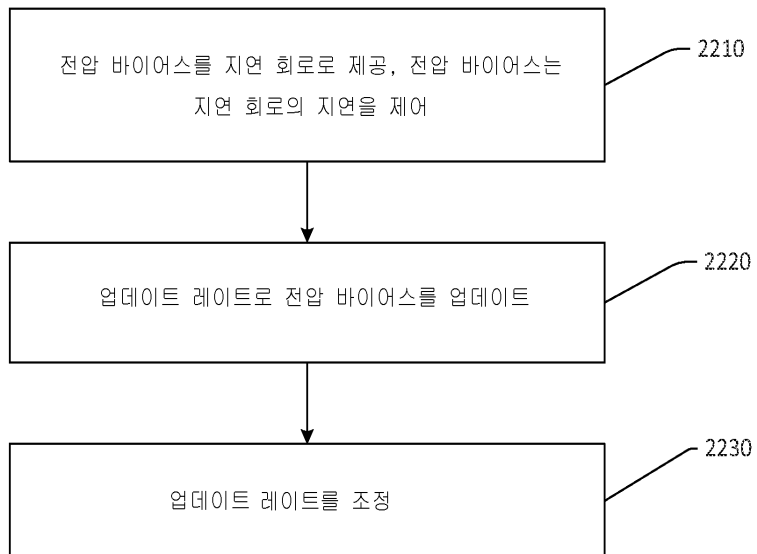 전압 바이어스를 지연 회로로 제공, 전압 바이어스는
지연 회로의 지연을 제어
2210
업데이트 레이트로 전압 바이어스를 업데이트
2220
업데이트 레이트를 조정
2230